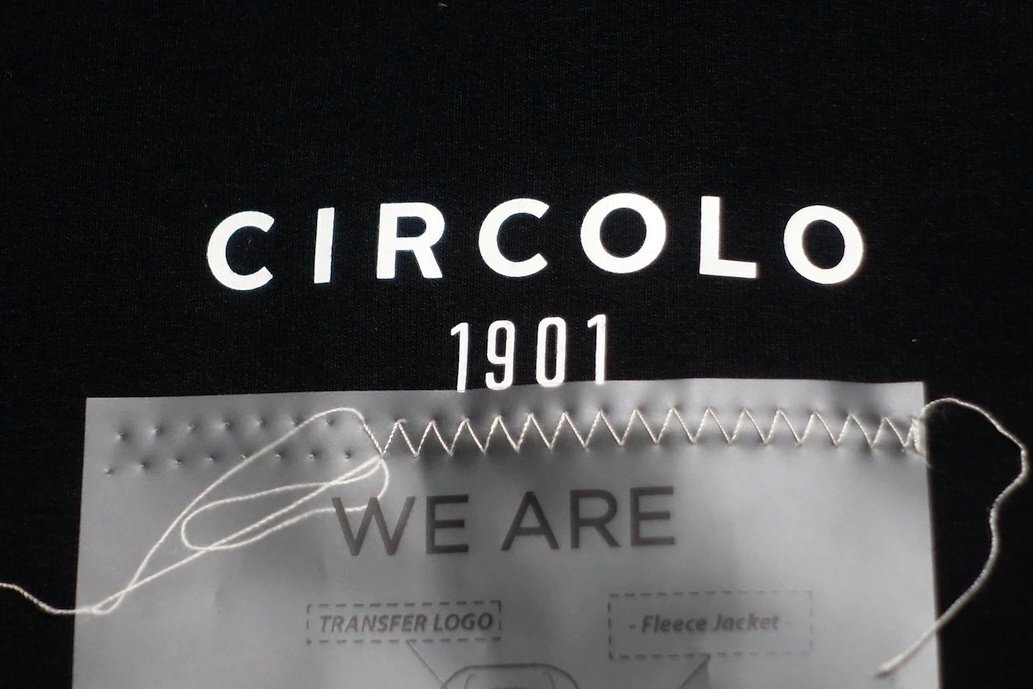 CIRCOLO
1901
WE ARE
TRANSFER LOGO
- Fleece Jacket -